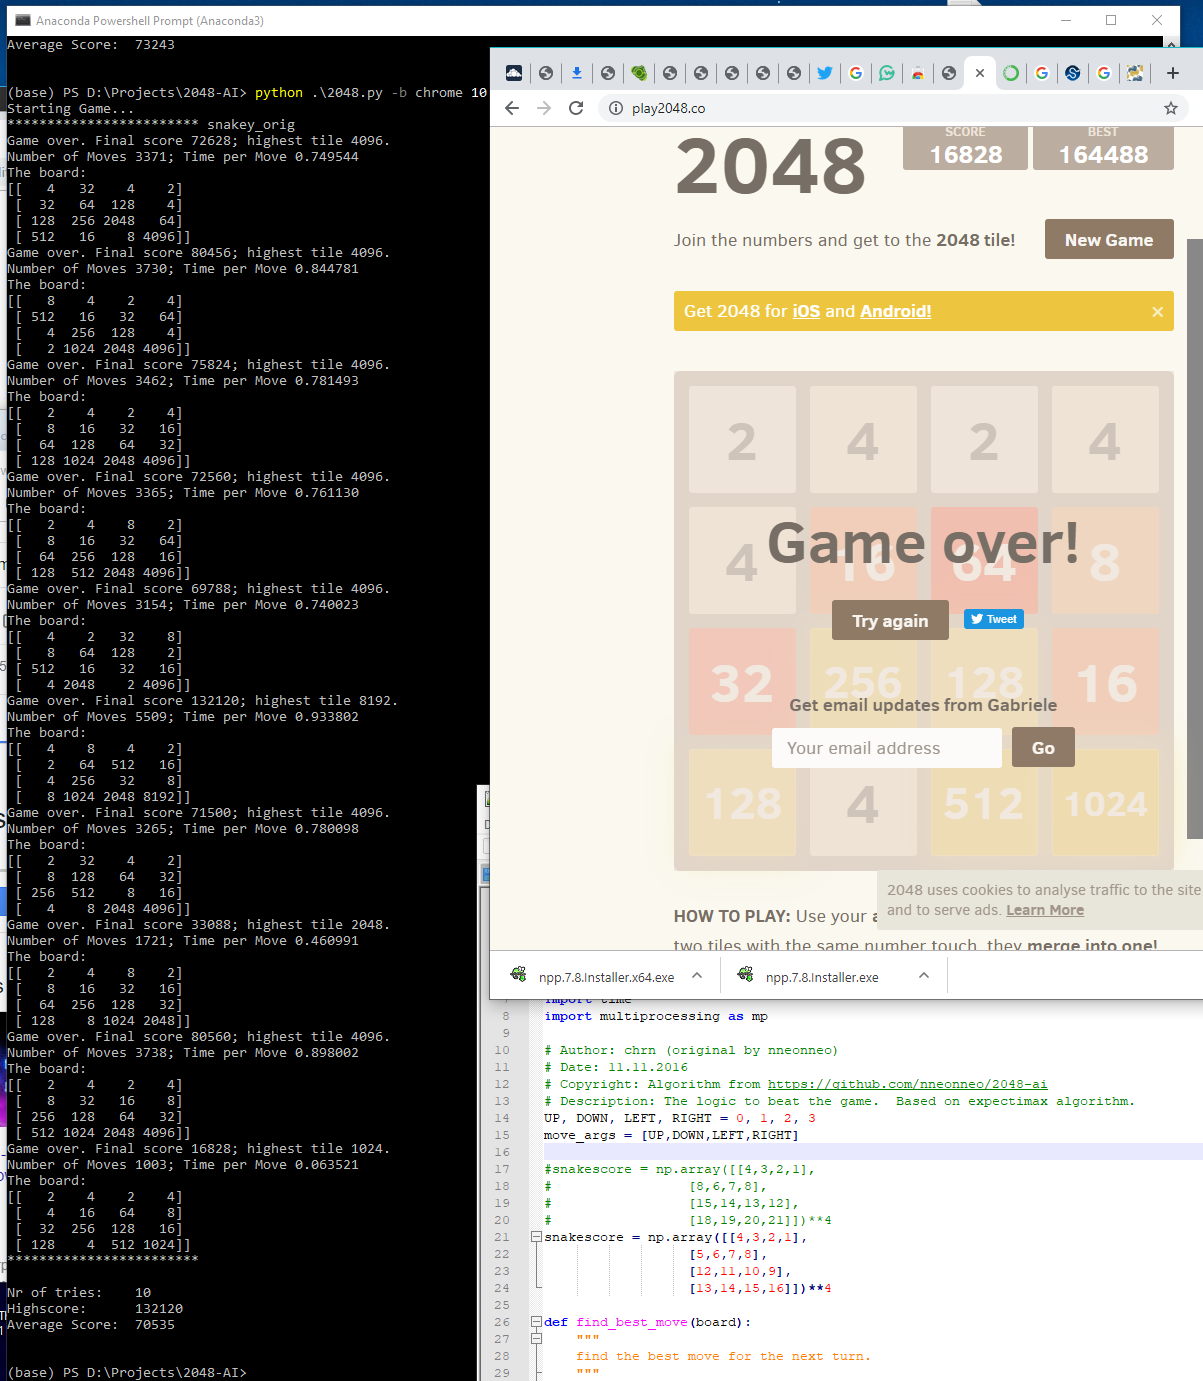 Anaconda Powershell Prompt (Anaconda3)
Average Score:  73243
(base) PS D:\Projects\2048-AI> python .\2048.py -b chrome 10
Starting Game...
************************ snakey_orig
Game over. Final score 72628; highest tile 4096.
Number of Moves 3371; Time per Move 0.749544
The board:
[[   4   32    4    2]
 [  32   64  128    4]
 [ 128  256 2048   64]
 [ 512   16    8 4096]]
Game over. Final score 80456; highest tile 4096.
Number of Moves 3730; Time per Move 0.844781
The board:
[[   8    4    2    4]
 [ 512   16   32   64]
 [   4  256  128    4]
 [   2 1024 2048 4096]]
Game over. Final score 75824; highest tile 4096.
Number of Moves 3462; Time per Move 0.781493
The board:
[[   2    4    2    4]
 [   8   16   32   16]
 [  64  128   64   32]
 [ 128 1024 2048 4096]]
Game over. Final score 72560; highest tile 4096.
Number of Moves 3365; Time per Move 0.761130
The board:
[[   2    4    8    2]
 [   8   16   32   64]
 [  64  256  128   16]
 [ 128  512 2048 4096]]
Game over. Final score 69788; highest tile 4096.
Number of Moves 3154; Time per Move 0.740023
The board:
[[   4    2   32    8]
 [   8   64  128    2]
 [ 512   16   32   16]
 [   4 2048    2 4096]]
Game over. Final score 132120; highest tile 8192.
Number of Moves 5509; Time per Move 0.933802
The board:
[[   4    8    4    2]
 [   2   64  512   16]
 [   4  256   32    8]
 [   8 1024 2048 8192]]
Game over. Final score 71500; highest tile 4096.
Number of Moves 3265; Time per Move 0.780098
The board:
[[   2   32    4    2]
 [   8  128   64   32]
 [ 256  512    8   16]
 [   4    8 2048 4096]]
Game over. Final score 33088; highest tile 2048.
Number of Moves 1721; Time per Move 0.460991
The board:
[[   2    4    8    2]
 [   8   16   32   16]
 [  64  256  128   32]
 [ 128    8 1024 2048]]
Game over. Final score 80560; highest tile 4096.
Number of Moves 3738; Time per Move 0.898002
The board:
[[   2    4    2    4]
 [   8   32   16    8]
 [ 256  128   64   32]
 [ 512 1024 2048 4096]]
Game over. Final score 16828; highest tile 1024.
Number of Moves 1003; Time per Move 0.063521
The board:
[[   2    4    2    4]
 [   4   16   64    8]
 [  32  256  128   16]
 [ 128    4  512 1024]]
************************
Nr of tries:    10
Highscore:      132120
Average Score:  70535
(base) PS D:\Projects\2048-AI>
play2048.co
2048
SCORE
16828
BEST
164488
Join the numbers and get to the 2048 tile!
New Game
Get 2048 for iOS and Android!
×
2 4 2 4
4 16 64 8
Game over!
Try again
Tweet
32 256 128 16
Get email updates from Gabriele
Your email address
Go
128 4 512 1024
2048 uses cookies to analyse traffic to the site
and to serve ads. Learn More
HOW TO PLAY: Use your a
two tiles with the same number touch, they merge into one!
npp.7.8.Installer.x64.exe
npp.7.8.Installer.exe
7 import time
8 import multiprocessing as mp
9
10 # Author: chrn (original by nneonneo)
11 # Date: 11.11.2016
12 # Copyright: Algorithm from https://github.com/nneonneo/2048-ai
13 # Description: The logic to beat the game.  Based on expectimax algorithm.
14 UP, DOWN, LEFT, RIGHT = 0, 1, 2, 3
15 move_args = [UP,DOWN,LEFT,RIGHT]
16
17 #snakescore = np.array([[4,3,2,1],
18 #                 [8,6,7,8],
19 #                 [15,14,13,12],
20 #                 [18,19,20,21]])**4
21 snakescore = np.array([[4,3,2,1],
22                   [5,6,7,8],
23                   [12,11,10,9],
24                   [13,14,15,16]])**4
25
26 def find_best_move(board):
27     """
28     find the best move for the next turn.
29     """